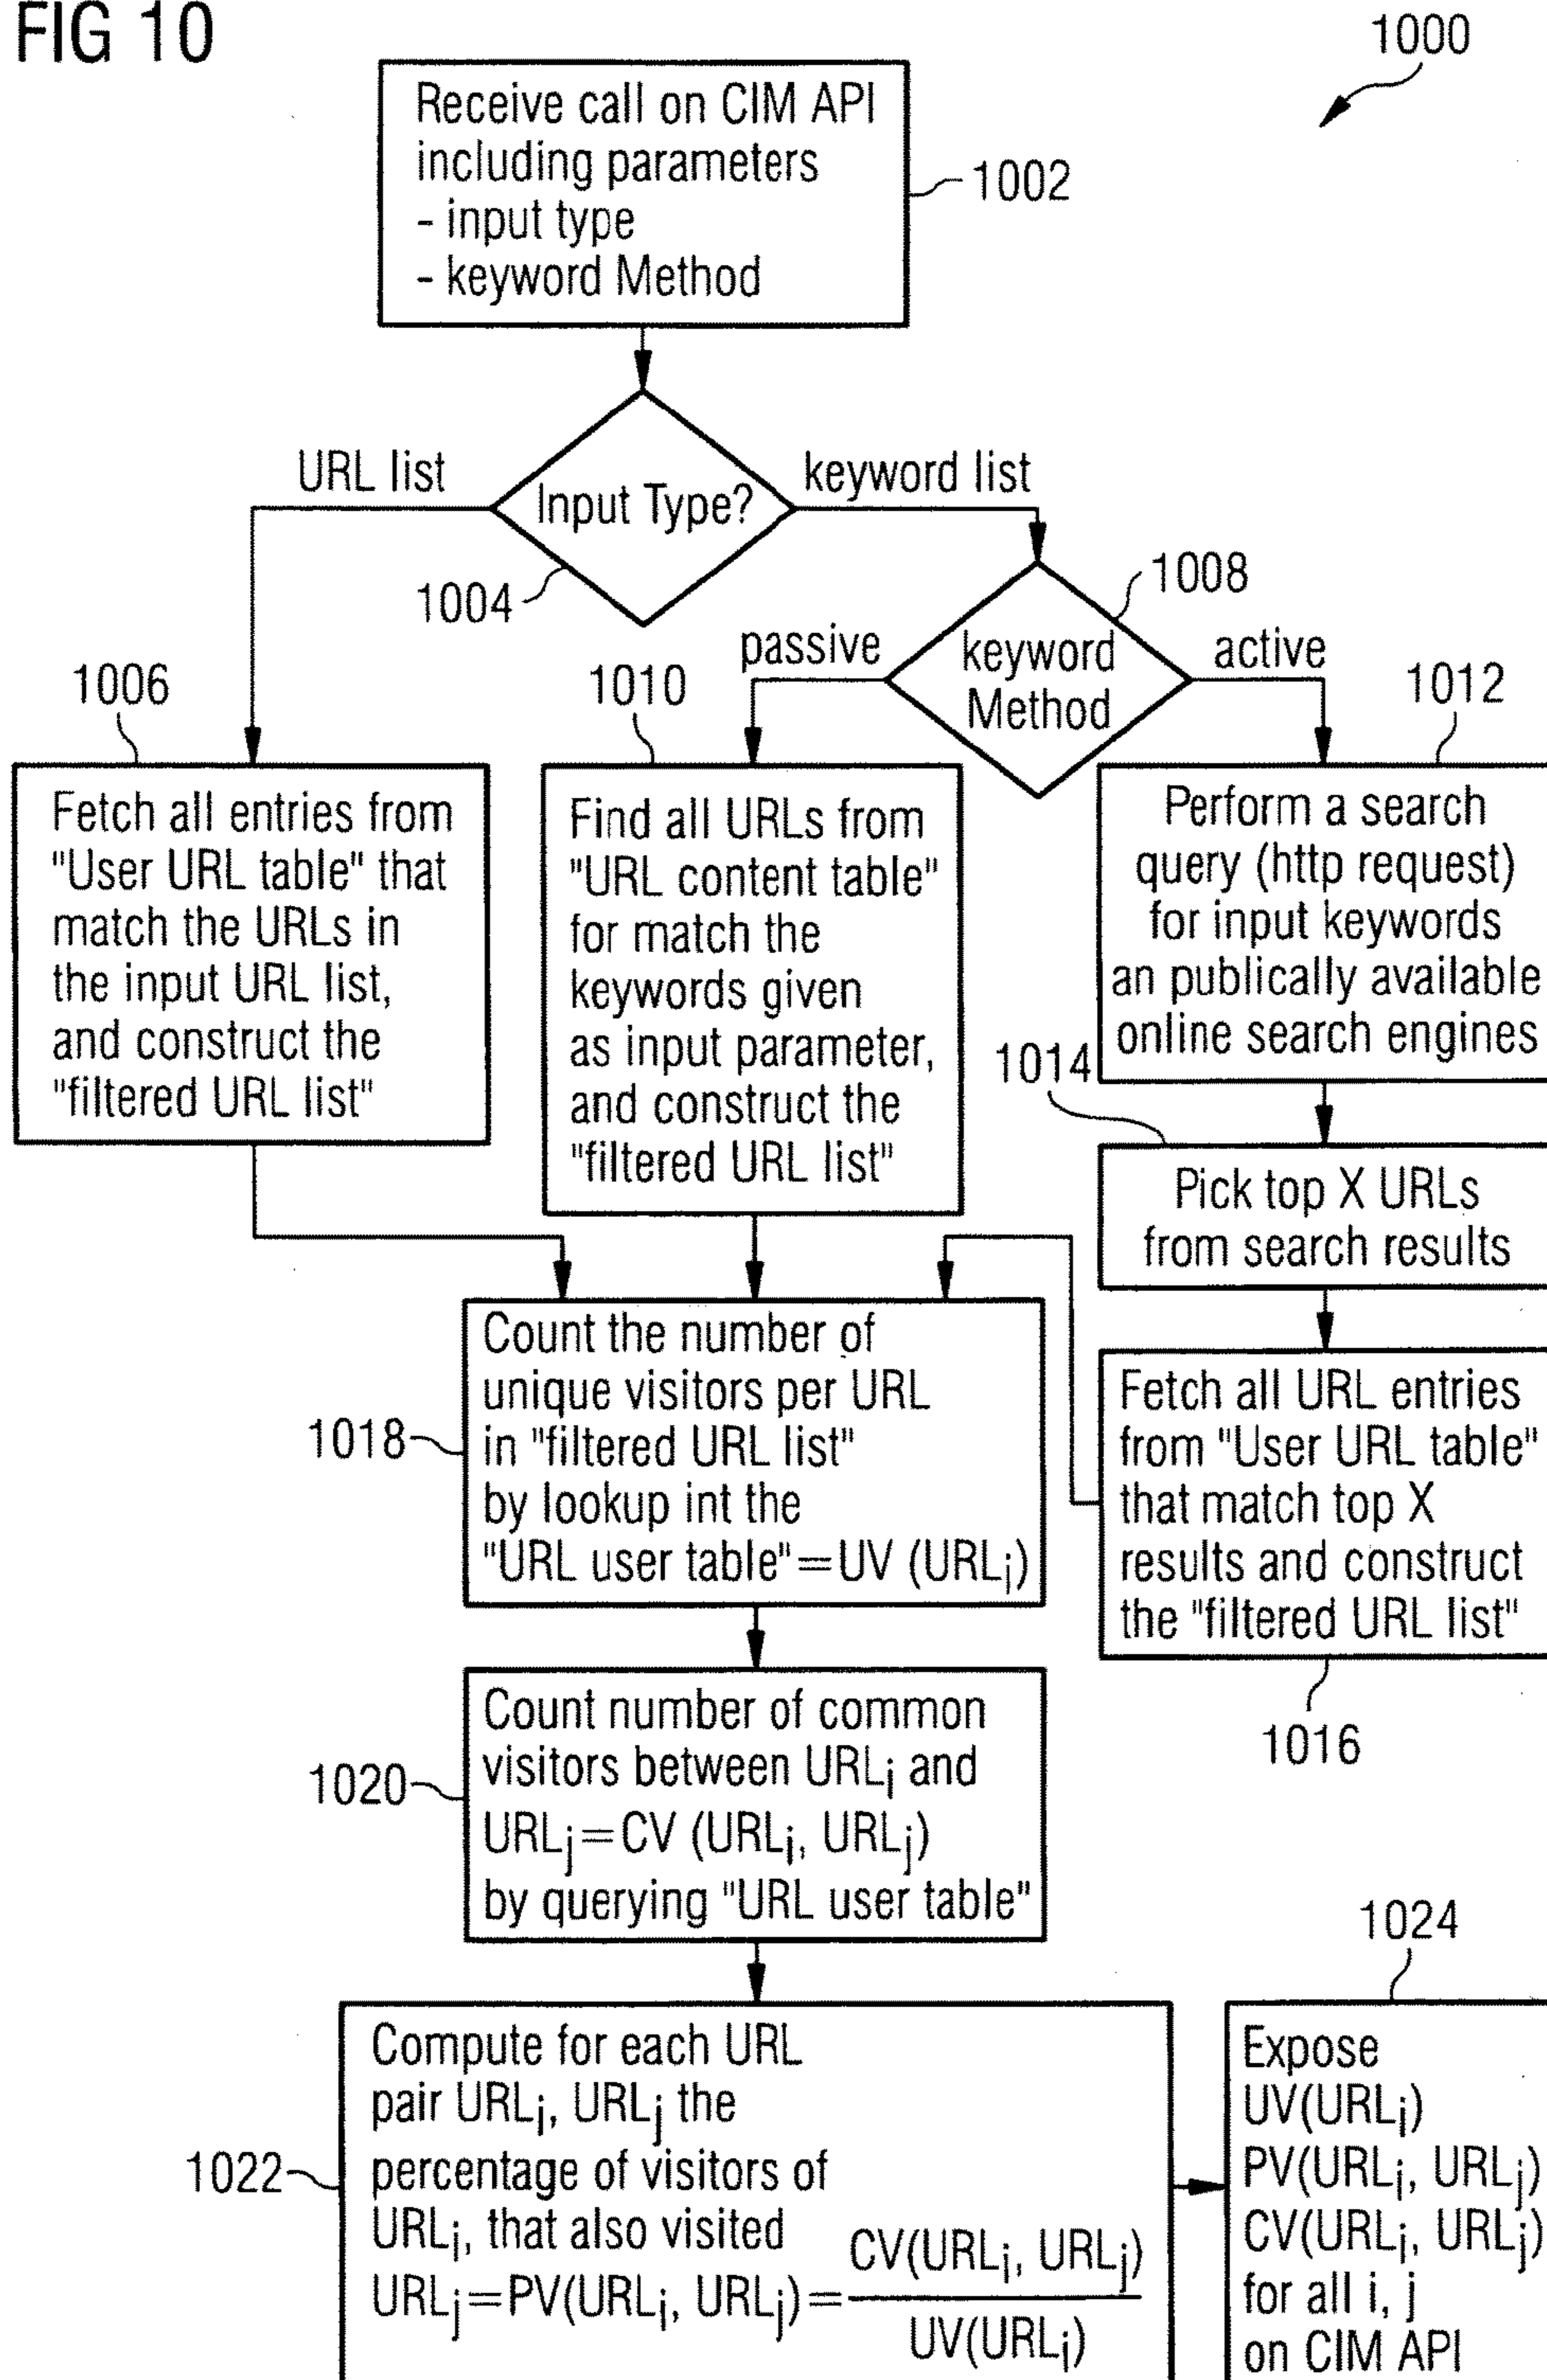 FIG 10
1000
Receive call on CIM API
including parameters
- input type
- keyword Method
1002
URL list
Input Type?
keyword list
1004
1008
passive
keyword
Method
active
1006
1010
1012
Fetch all entries from
"User URL table" that
match the URLs in
the input URL list,
and construct the
"filtered URL list"
Find all URLs from
"URL content table"
for match the
keywords given
as input parameter,
and construct the
"filtered URL list"
Perform a search
query (http request)
for input keywords
an publically available
online search engines
1014
Pick top X URLs
from search results
Count the number of
unique visitors per URL
in "filtered URL list"
by lookup int the
"URL user table"=UV (URLi)
1018
Fetch all URL entries
from "User URL table"
that match top X
results and construct
the "filtered URL list"
1016
Count number of common
visitors between URLi and
URLj=CV (URLi, URLj)
by querying "URL user table"
1020
1024
Compute for each URL
pair URLi, URLj the
percentage of visitors of
URLi, that also visited
URLj=PV(URLi, URLj)=CV(URLi, URLj)
UV(URLi)
1022
Expose
UV(URLi)
PV(URLi, URLj)
CV(URLi, URLj)
for all i, j
on CIM API